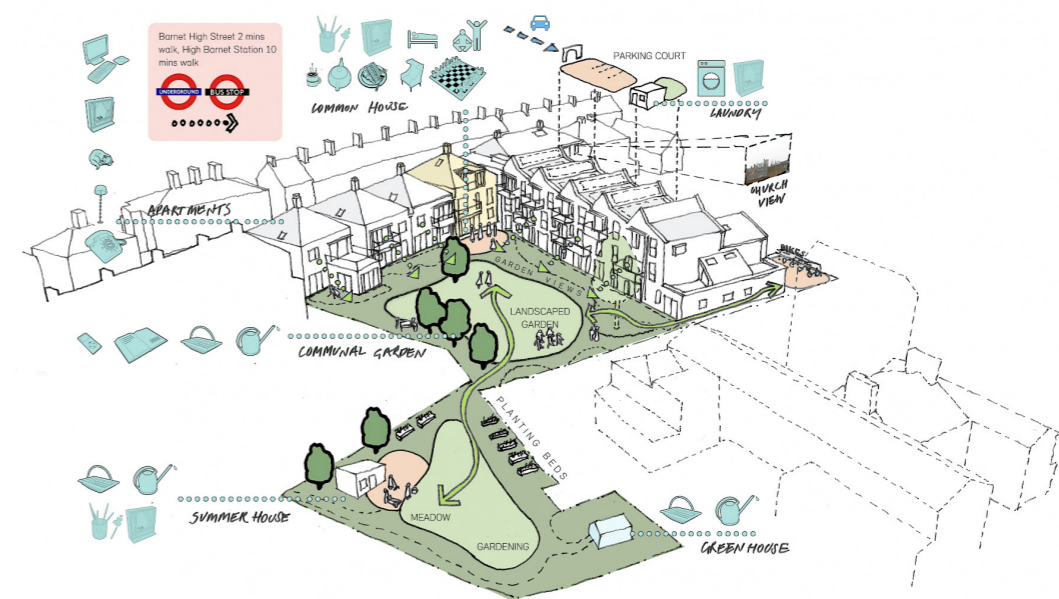 Barnet High Street 2 mins
walk, High Barnet Station 10
mins walk
UNDERGROUND
BUS STOP
COMMON HOUSE
PARKING COURT
LAUNDRY
CHURCH
VIEW
APARTMENTS
BIKES
GARDEN VIEWS
LANDSCAPED
GARDEN
COMMUNAL GARDEN
PLANTING BEDS
SUMMER HOUSE
MEADOW
GARDENING
GREEN HOUSE